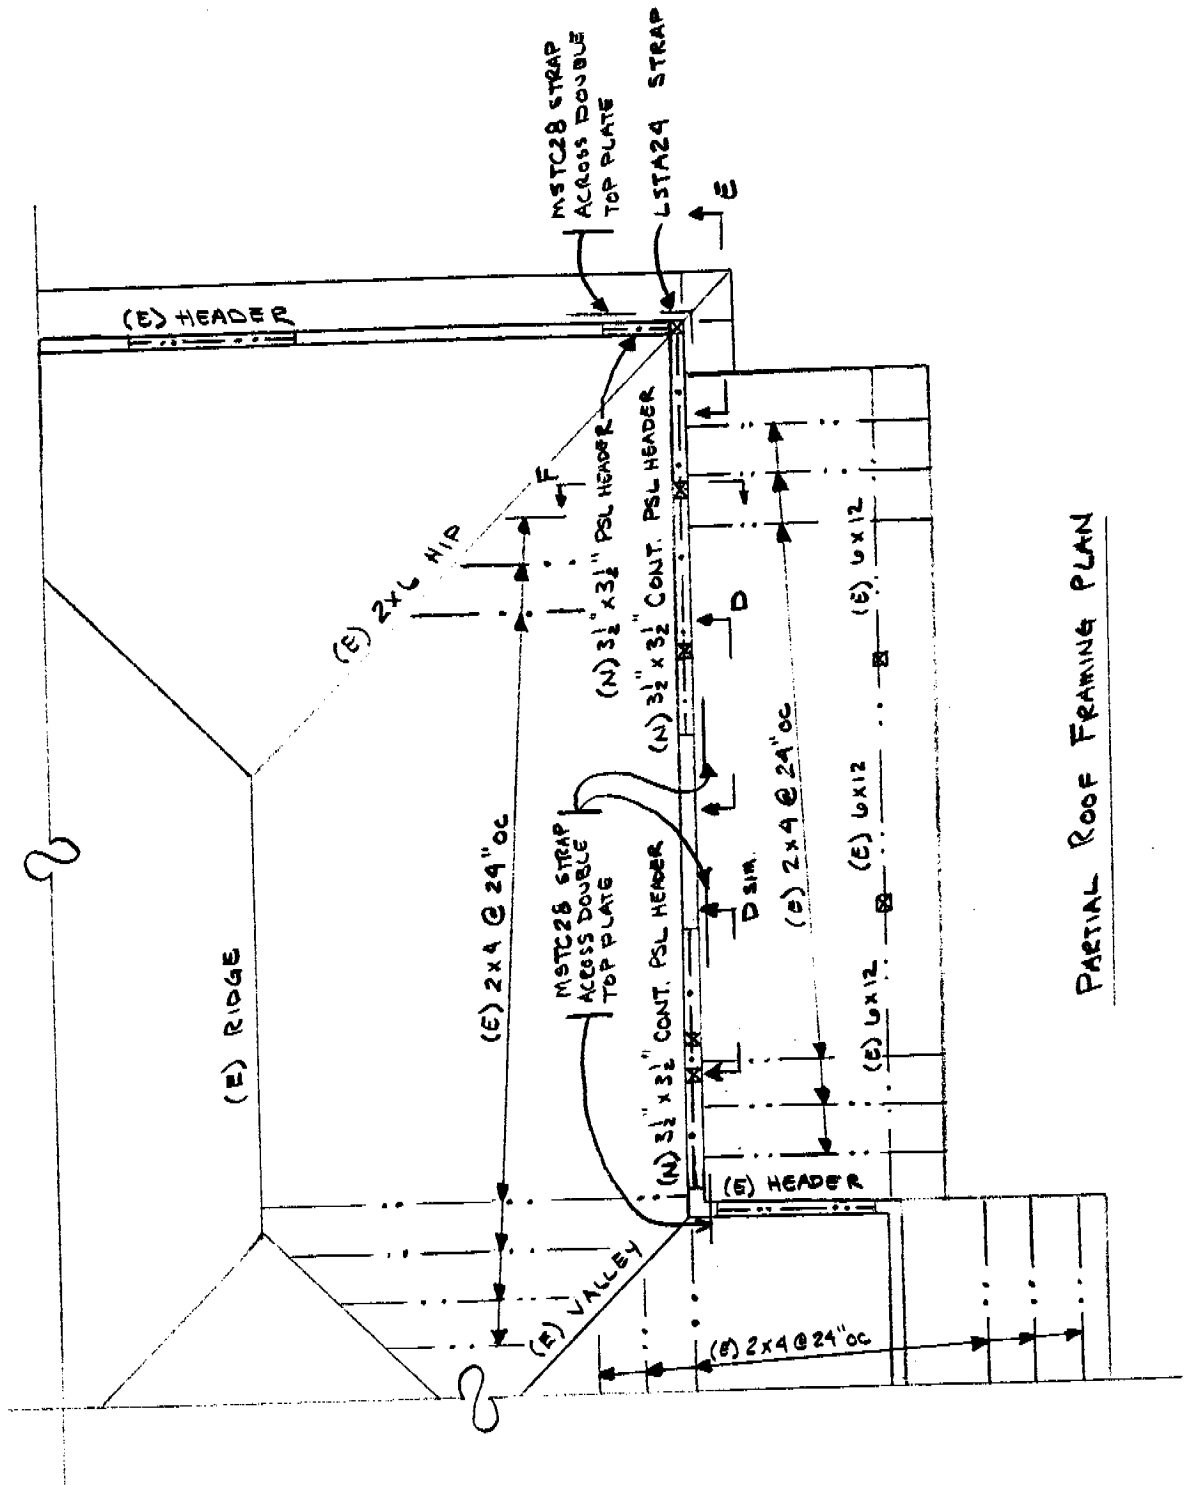 MSTC28 STRAP
ACROSS DOUBLE
TOP PLATE
LSTA24 STRAP
E
(E) HEADER
(E) 2x6 HIP
F
(N) 3½" x 3½" PSL HEADER
(N) 3½" x 3½" CONT. PSL HEADER
D
(E) RIDGE
(E) 2x4 @ 24" OC
MSTC28 STRAP
ACROSS DOUBLE
TOP PLATE
(N) 3½" x 3½" CONT. PSL HEADER
D SIM.
(E) 2x4 @ 24" OC
(E) 6x12
(E) 6x12
(E) 6x12
(E) VALLEY
(E) HEADER
(E) 2x4 @ 24" OC
PARTIAL ROOF FRAMING PLAN